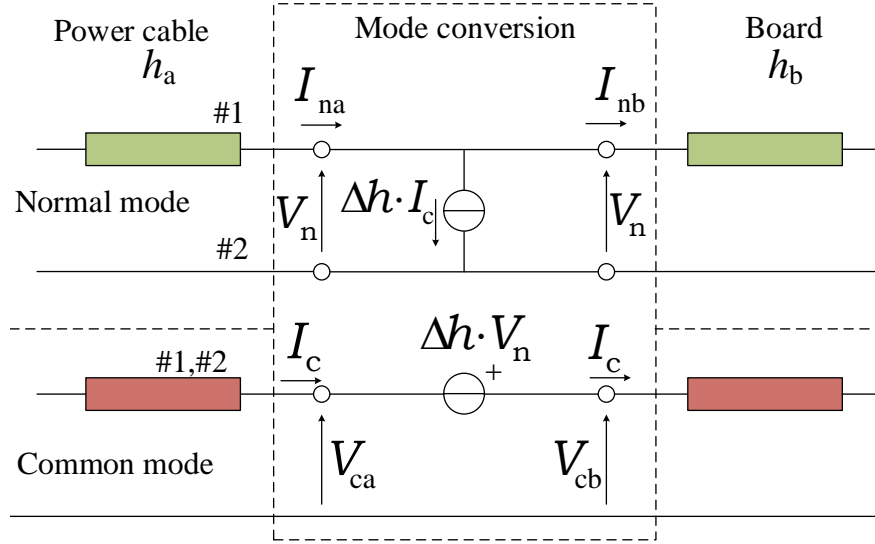 Power cable
h_a
Mode conversion
Board
h_b
I_na
I_nb
#1
Normal mode
V_n
Δh·I_c
V_n
#2
#1,#2
I_c
Δh·V_n
+
I_c
Common mode
V_ca
V_cb